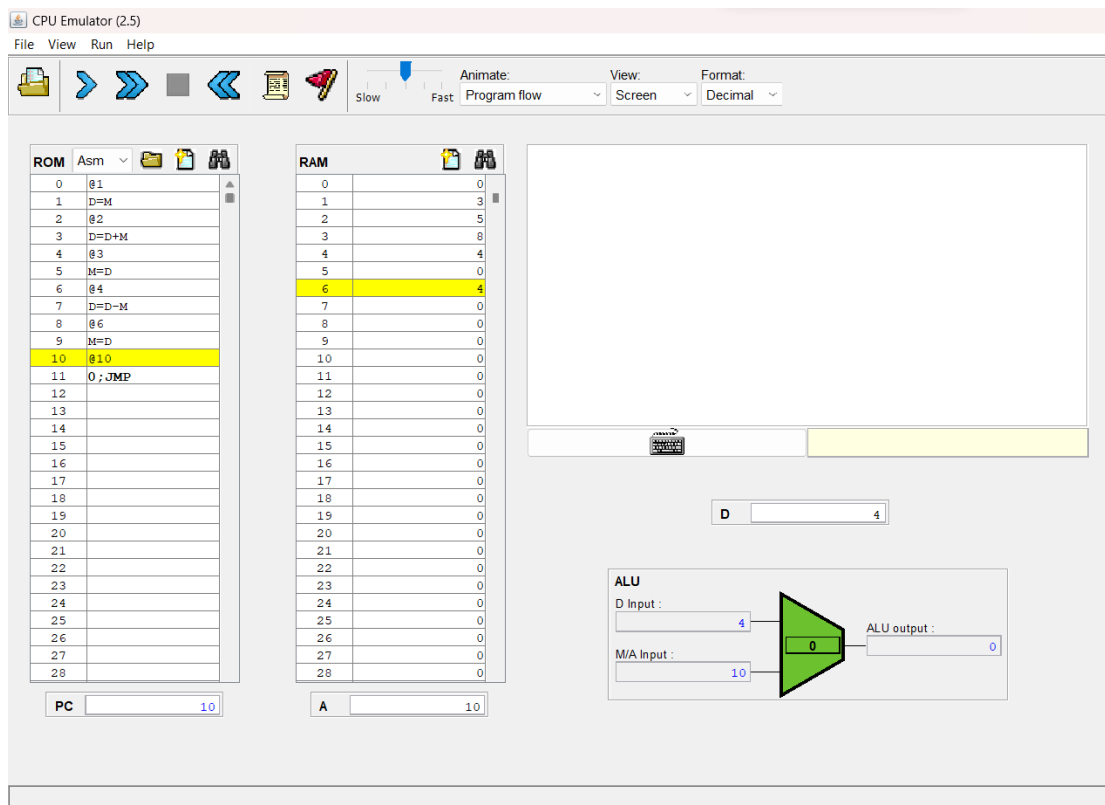 CPU Emulator (2.5)
File View Run Help
Animate: View: Format:
Slow Fast Program flow Screen Decimal
ROM Asm RAM
0 @1 0 0
1 D=M 1 3
2 @2 2 5
3 D=D+M 3 8
4 @3 4 4
5 M=D 5 0
6 @4 6 4
7 D=D-M 7 0
8 @6 8 0
9 M=D 9 0
10 @10 10 0
11 0;JMP 11 0
12 12 0
13 13 0
14 14 0
15 15 0
16 16 0
17 17 0
18 18 0
19 19 0
20 20 0
21 21 0
22 22 0
23 23 0
24 24 0
25 25 0
26 26 0
27 27 0
28 28 0
PC 10 A 10
D 4
ALU
D Input :
4
0
ALU output :
0
M/A Input :
10